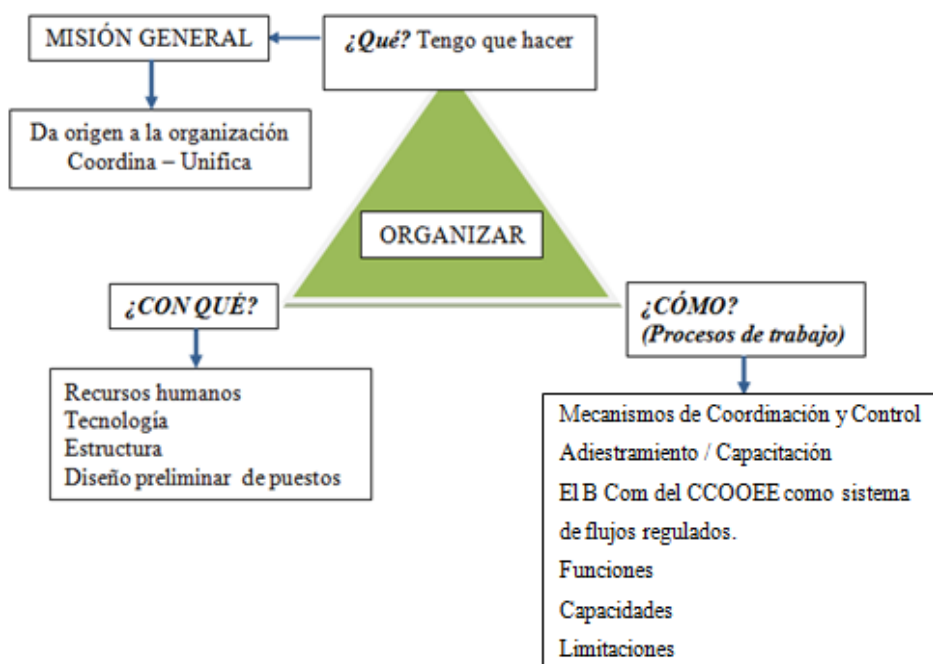 MISIÓN GENERAL
¿Qué? Tengo que hacer
Da origen a la organización
Coordina – Unifica
ORGANIZAR
¿CON QUÉ?
Recursos humanos
Tecnología
Estructura
Diseño preliminar de puestos
¿CÓMO?
(Procesos de trabajo)
Mecanismos de Coordinación y Control
Adiestramiento / Capacitación
El B Com del CCOOEE como sistema
de flujos regulados.
Funciones
Capacidades
Limitaciones